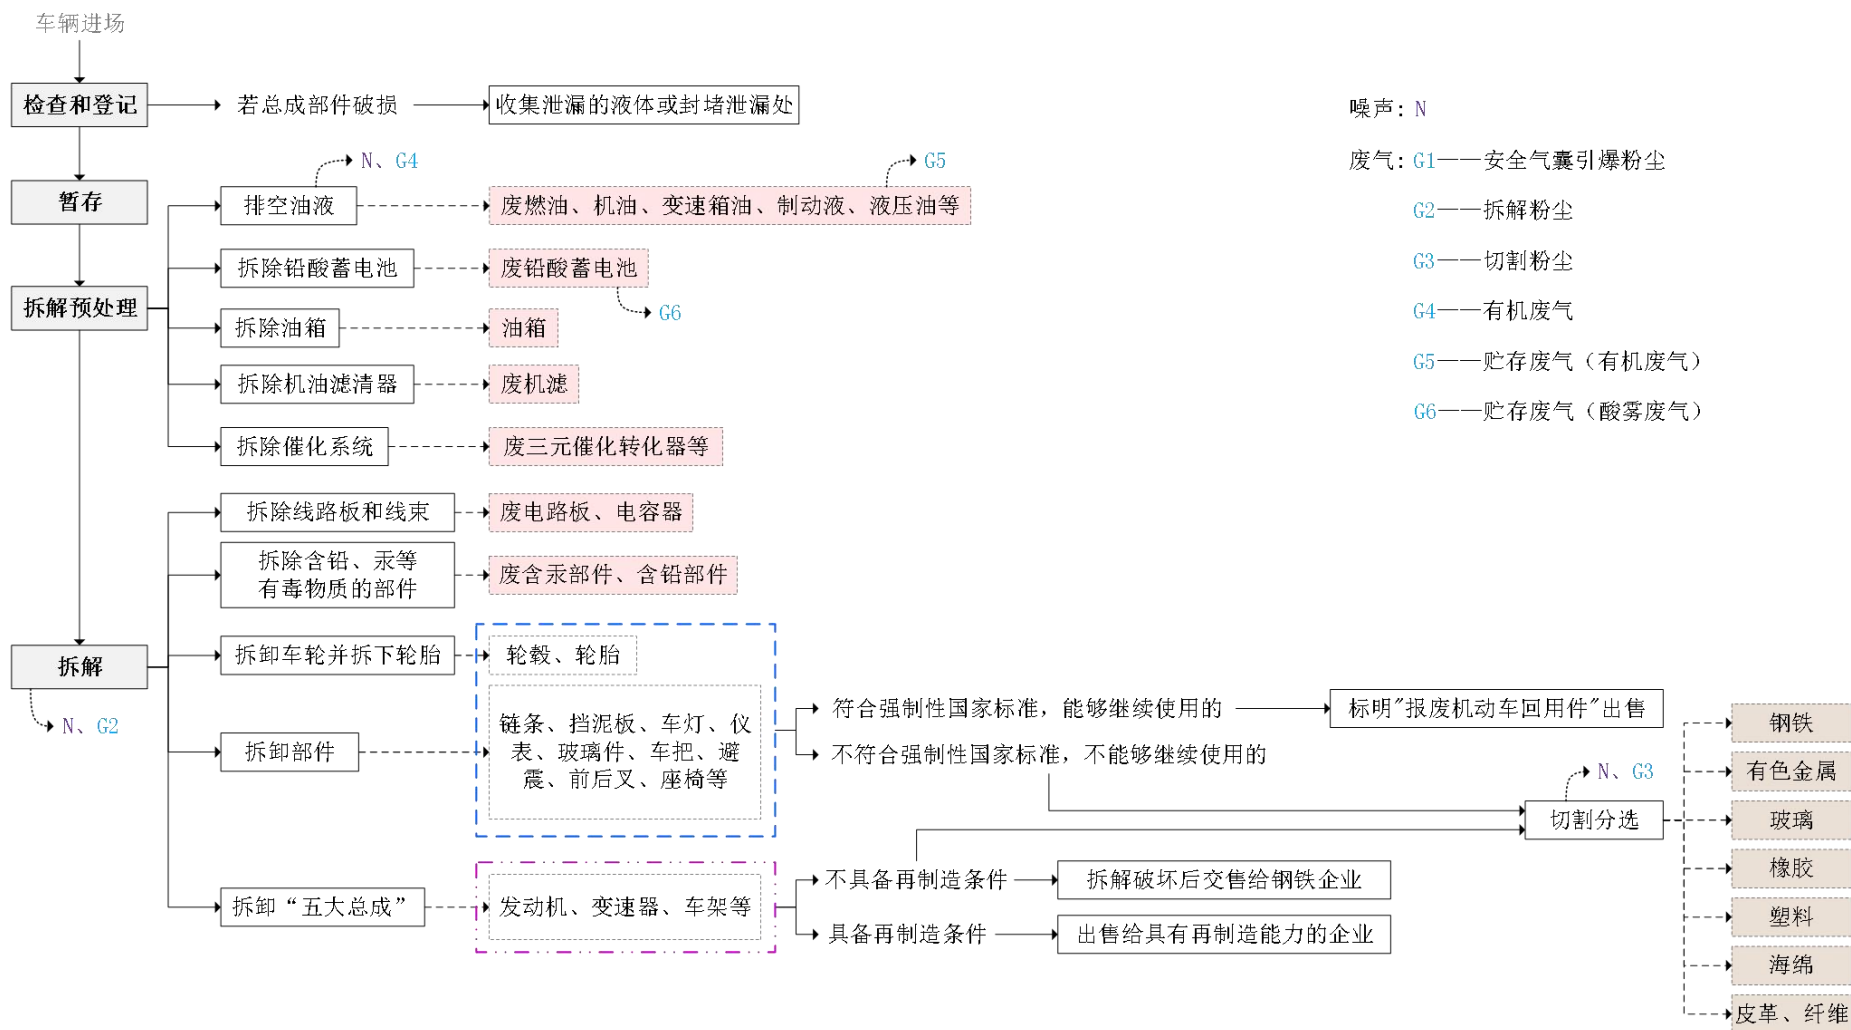 车辆进场
检查和登记
若总成部件破损
收集泄漏的液体或封堵泄漏处
噪声: N
废气: G1——安全气囊引爆粉尘
G2——拆解粉尘
G3——切割粉尘
G4——有机废气
G5——贮存废气（有机废气）
G6——贮存废气（酸雾废气）
暂存
N、G4
G5
排空油液
废燃油、机油、变速箱油、制动液、液压油等
拆解预处理
拆除铅酸蓄电池
废铅酸蓄电池
G6
拆除油箱
油箱
拆除机油滤清器
废机滤
拆除催化系统
废三元催化转化器等
拆除线路板和线束
废电路板、电容器
拆除含铅、汞等
有毒物质的部件
废含汞部件、含铅部件
拆解
N、G2
拆卸车轮并拆下轮胎
轮毂、轮胎
拆卸部件
链条、挡泥板、车灯、仪
表、玻璃件、车把、避
震、前后叉、座椅等
符合强制性国家标准，能够继续使用的
标明"报废机动车回用件"出售
不符合强制性国家标准，不能够继续使用的
N、G3
切割分选
拆卸“五大总成”
发动机、变速器、车架等
不具备再制造条件
拆解破坏后交售给钢铁企业
具备再制造条件
出售给具有再制造能力的企业
钢铁
有色金属
玻璃
橡胶
塑料
海绵
皮革、纤维